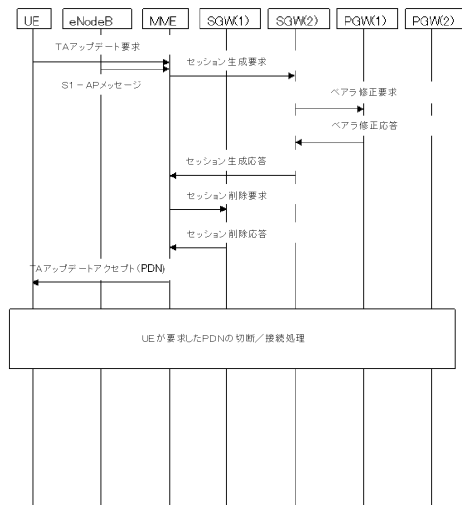 UE eNodeB MME SGW(1) SGW(2) PGW(1) PGW(2)
TAアップデート要求
セッション生成要求
S1-APメッセージ
ベアラ修正要求
ベアラ修正応答
セッション生成応答
セッション削除要求
セッション削除応答
TAアップデートアクセプト(PDN)
UEが要求したPDNの切断／接続処理